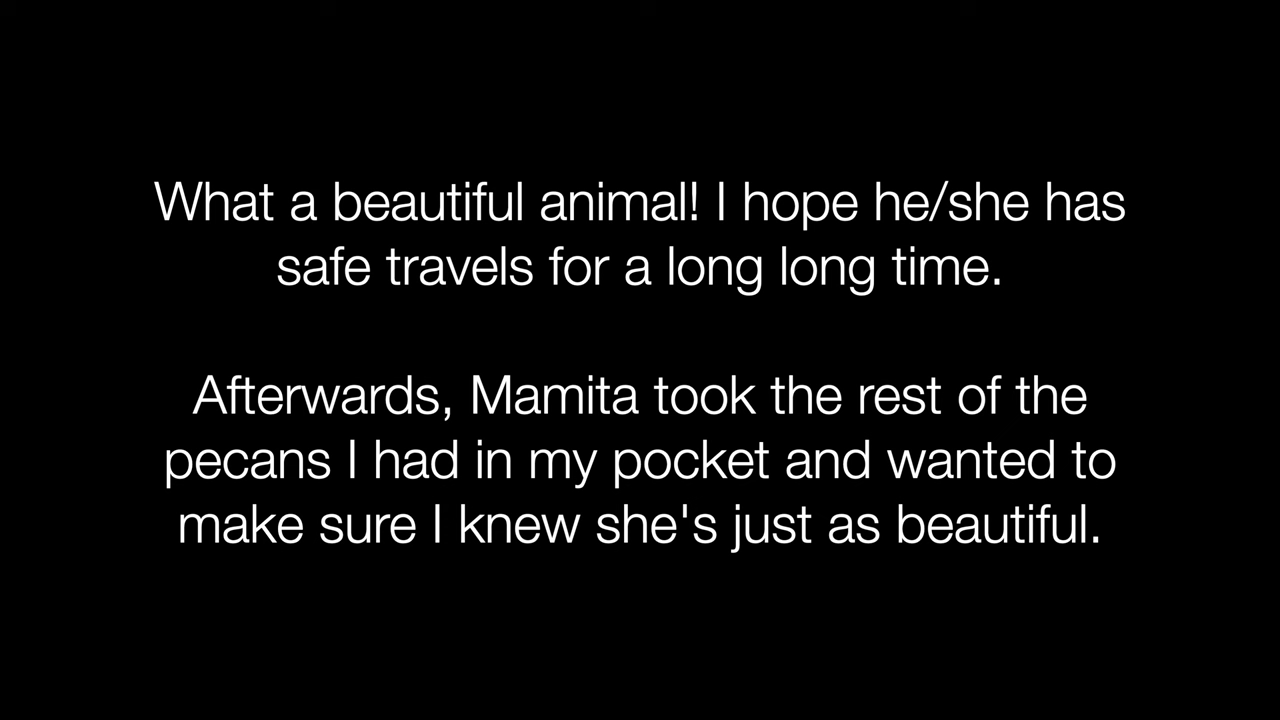 What a beautiful animal! I hope he/she has
safe travels for a long long time.
Afterwards, Mamita took the rest of the
pecans I had in my pocket and wanted to
make sure I knew she's just as beautiful.